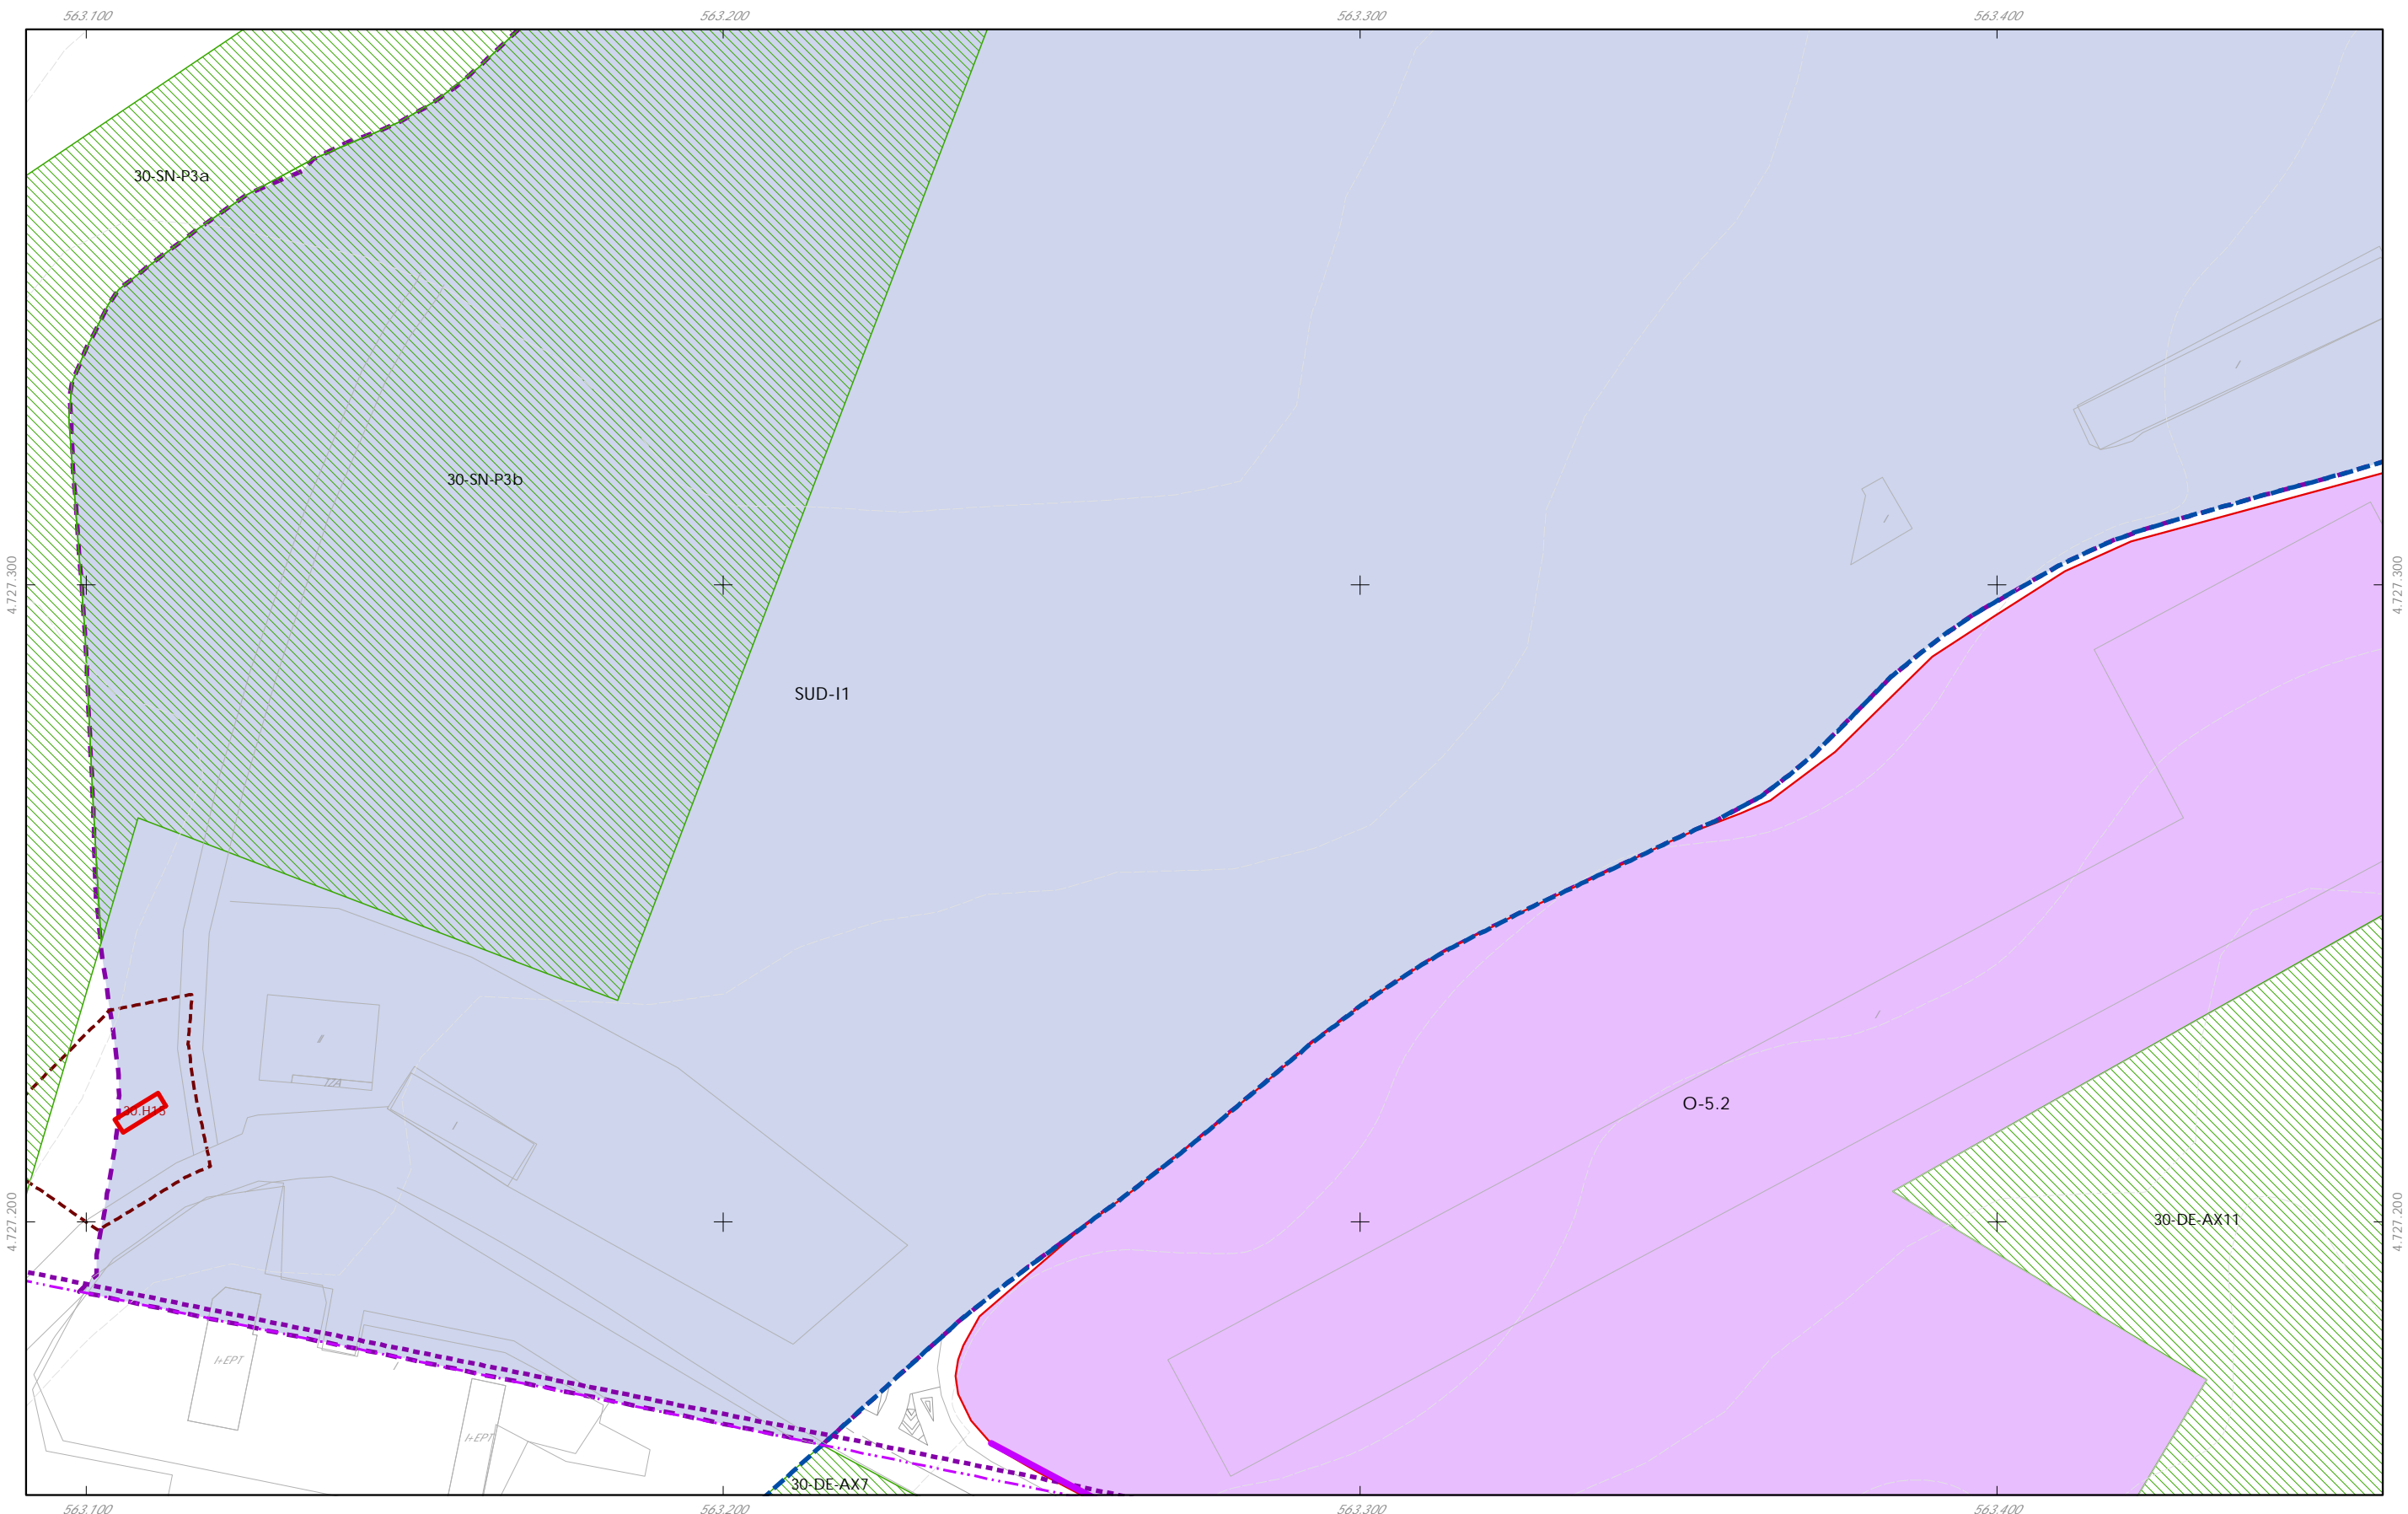 563.100 563.200 563.300 563.400
30-SN-P3a
30-SN-P3b
4.727.300 4.727.300
SUD-I1
O-5.2
4.727.200 4.727.200
30-DE-AX11
I+EPT
I+EPT
30-DE-AX7
563.100 563.200 563.300 563.400